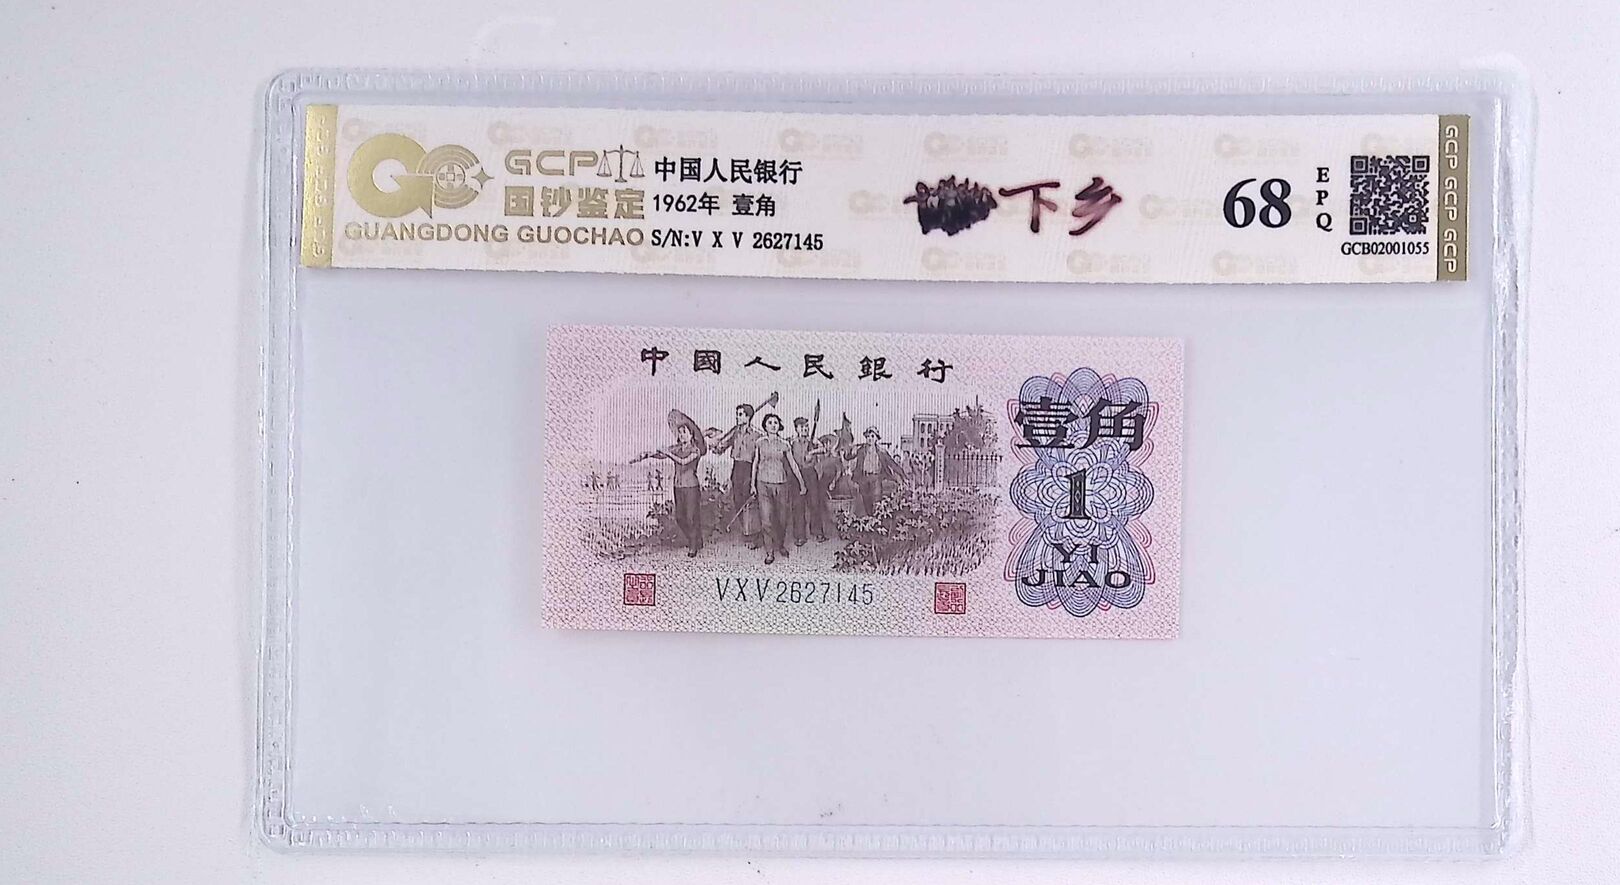 GCP
国钞鉴定
GUANGDONG GUOCHAO
中国人民银行
1962年 壹角
S/N:V X V 2627145
下乡
68
EPQ
GCB02001055
GCP GCP GCP
中國人民銀行
壹角
1
YI
JIAO
VXV2627145